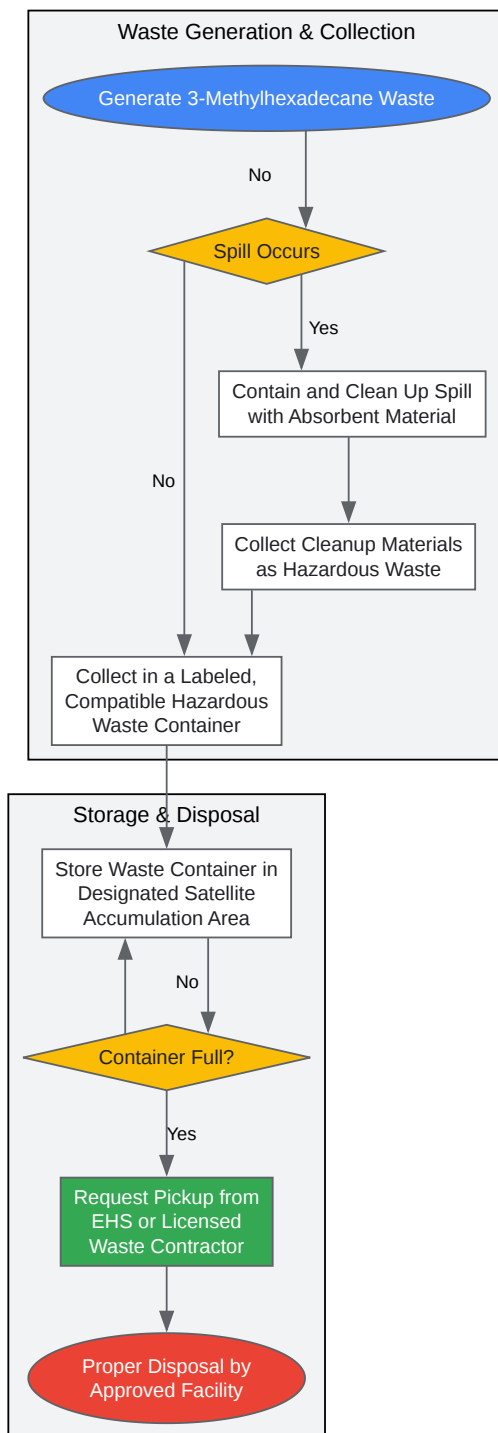 Waste Generation & Collection
Generate 3-Methylhexadecane Waste
No
Spill Occurs
Yes
Contain and Clean Up Spill
with Absorbent Material
No
Collect Cleanup Materials
as Hazardous Waste
Collect in a Labeled,
Compatible Hazardous
Waste Container
Storage & Disposal
Store Waste Container in
Designated Satellite
Accumulation Area
No
Container Full?
Yes
Request Pickup from
EHS or Licensed
Waste Contractor
Proper Disposal by
Approved Facility